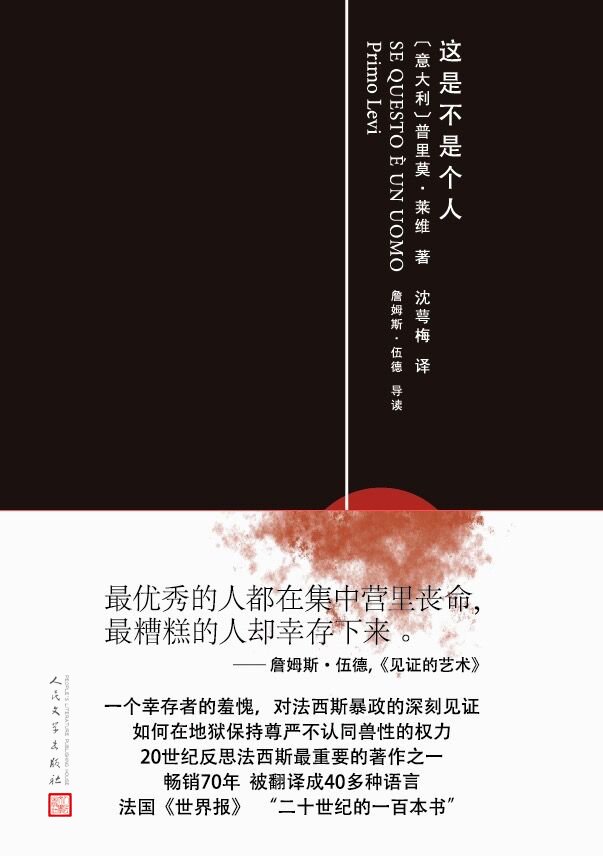 这是不是个人
〔意大利〕普里莫·莱维 著
沈萼梅 译
SE QUESTO È UN UOMO
Primo Levi
詹姆斯·伍德 导读
最优秀的人都在集中营里丧命,
最糟糕的人却幸存下来。
——詹姆斯·伍德,《见证的艺术》
一个幸存者的羞愧，对法西斯暴政的深刻见证
如何在地狱保持尊严不认同兽性的权力
20世纪反思法西斯最重要的著作之一
畅销70年 被翻译成40多种语言
法国《世界报》 “二十世纪的一百本书”
人民文学出版社
PEOPLE'S LITERATURE PUBLISHING HOUSE